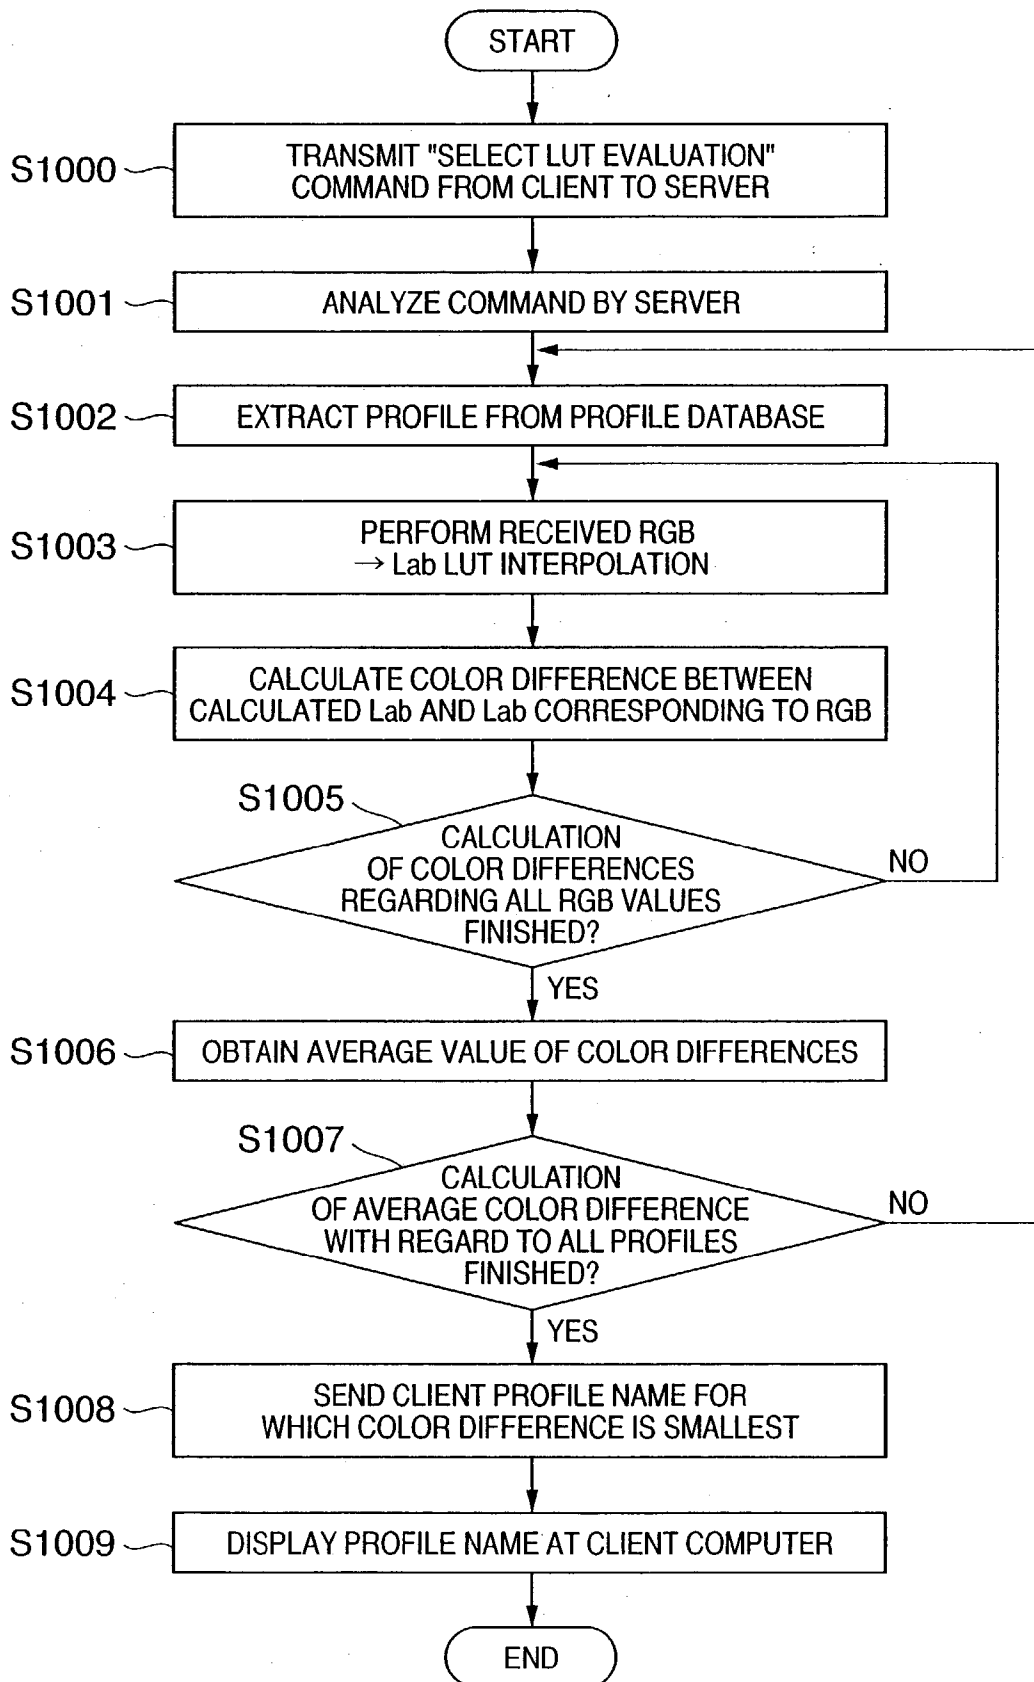 START
S1000
TRANSMIT "SELECT LUT EVALUATION"
COMMAND FROM CLIENT TO SERVER
S1001
ANALYZE COMMAND BY SERVER
S1002
EXTRACT PROFILE FROM PROFILE DATABASE
S1003
PERFORM RECEIVED RGB
→ Lab LUT INTERPOLATION
S1004
CALCULATE COLOR DIFFERENCE BETWEEN
CALCULATED Lab AND Lab CORRESPONDING TO RGB
S1005
CALCULATION
OF COLOR DIFFERENCES
REGARDING ALL RGB VALUES
FINISHED?
NO
YES
S1006
OBTAIN AVERAGE VALUE OF COLOR DIFFERENCES
S1007
CALCULATION
OF AVERAGE COLOR DIFFERENCE
WITH REGARD TO ALL PROFILES
FINISHED?
NO
YES
S1008
SEND CLIENT PROFILE NAME FOR
WHICH COLOR DIFFERENCE IS SMALLEST
S1009
DISPLAY PROFILE NAME AT CLIENT COMPUTER
END